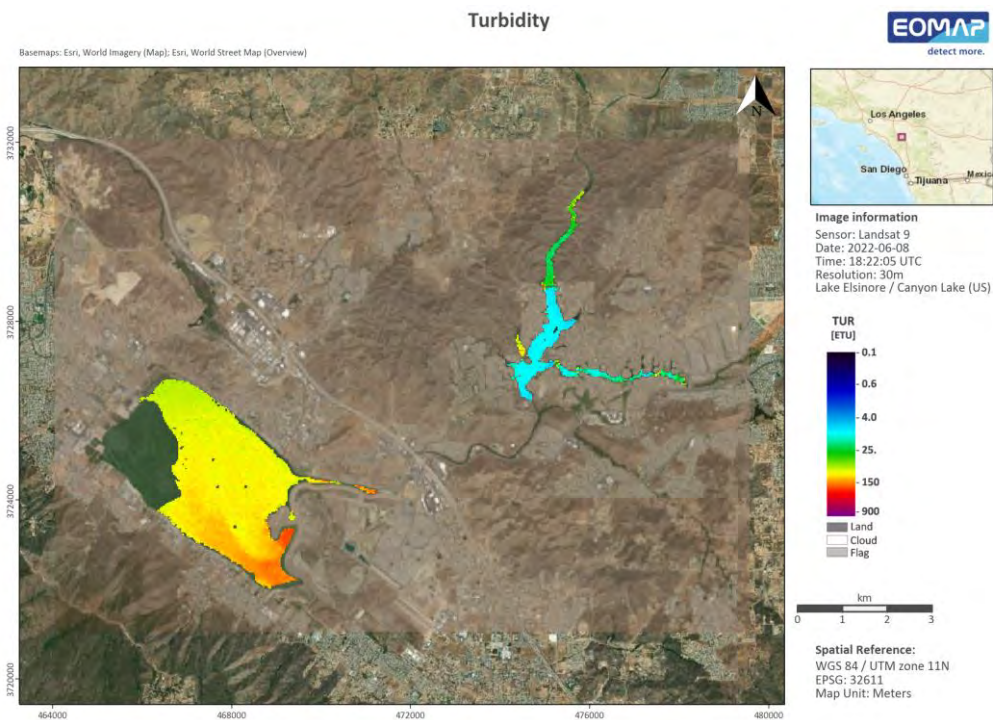 Turbidity
EOMAP
detect more.
Basemaps: Esri, World Imagery (Map); Esri, World Street Map (Overview)
N
3732000
3728000
3724000
3720000
464000
468000
472000
476000
480000
Los Angeles
San Diego
Tijuana
Mexic
Image information
Sensor: Landsat 9
Date: 2022-06-08
Time: 18:22:05 UTC
Resolution: 30m
Lake Elsinore / Canyon Lake (US)
TUR
[ETU]
- 0.1
- 0.6
- 4.0
- 25.
- 150
- 900
Land
Cloud
Flag
km
0 1 2 3
Spatial Reference:
WGS 84 / UTM zone 11N
EPSG: 32611
Map Unit: Meters